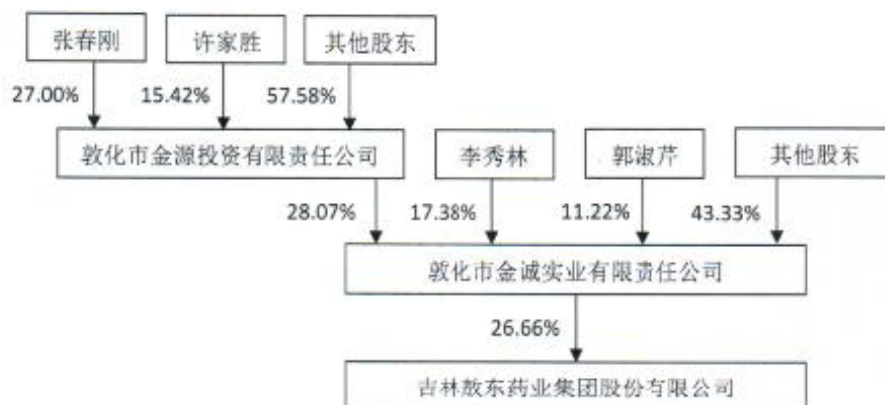 张春刚 许家胜 其他股东
27.00% 15.42% 57.58%
敦化市金源投资有限责任公司 李秀林 郭淑芹 其他股东
28.07% 17.38% 11.22% 43.33%
敦化市金诚实业有限责任公司
26.66%
吉林敖东药业集团股份有限公司